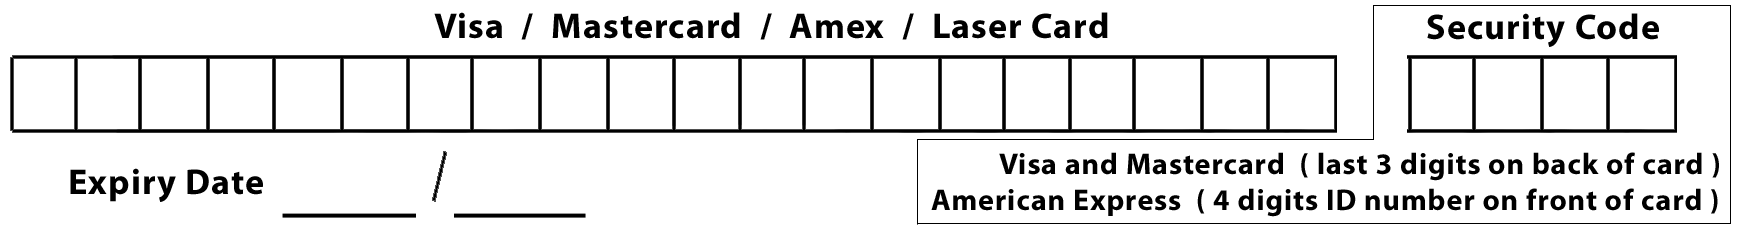 Visa / Mastercard / Amex / Laser Card
Security Code
Expiry Date /
Visa and Mastercard ( last 3 digits on back of card )
American Express ( 4 digits ID number on front of card )